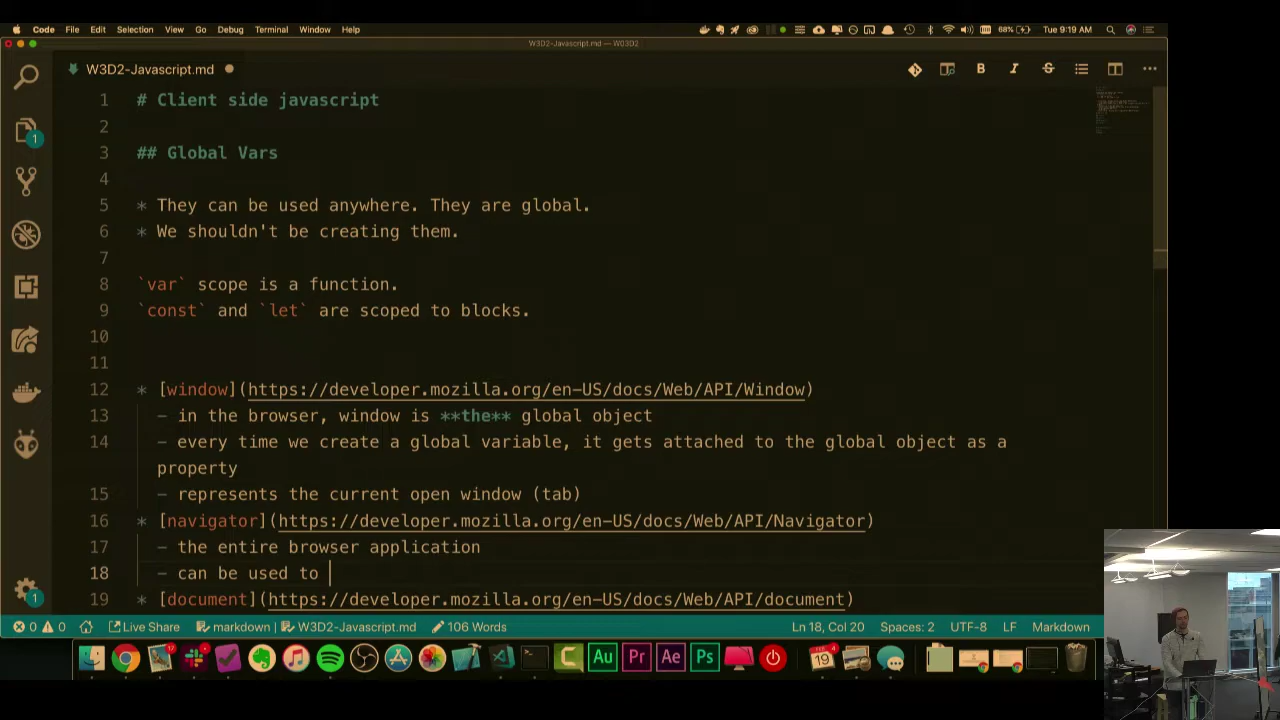 Code File Edit Selection View Go Debug Terminal Window Help 68% Tue 9:19 AM
W3D2-Javascript.md — W03D2
W3D2-Javascript.md
1 # Client side javascript
2
3 ## Global Vars
4
5 * They can be used anywhere. They are global.
6 * We shouldn't be creating them.
7
8 `var` scope is a function.
9 `const` and `let` are scoped to blocks.
10
11
12 * [window](https://developer.mozilla.org/en-US/docs/Web/API/Window)
13 - in the browser, window is **the** global object
14 - every time we create a global variable, it gets attached to the global object as a
property
15 - represents the current open window (tab)
16 * [navigator](https://developer.mozilla.org/en-US/docs/Web/API/Navigator)
17 - the entire browser application
18 - can be used to
19 * [document](https://developer.mozilla.org/en-US/docs/Web/API/document)
0 0 Live Share markdown | W3D2-Javascript.md 106 Words Ln 18, Col 20 Spaces: 2 UTF-8 LF Markdown
Au Pr Ae Ps 19